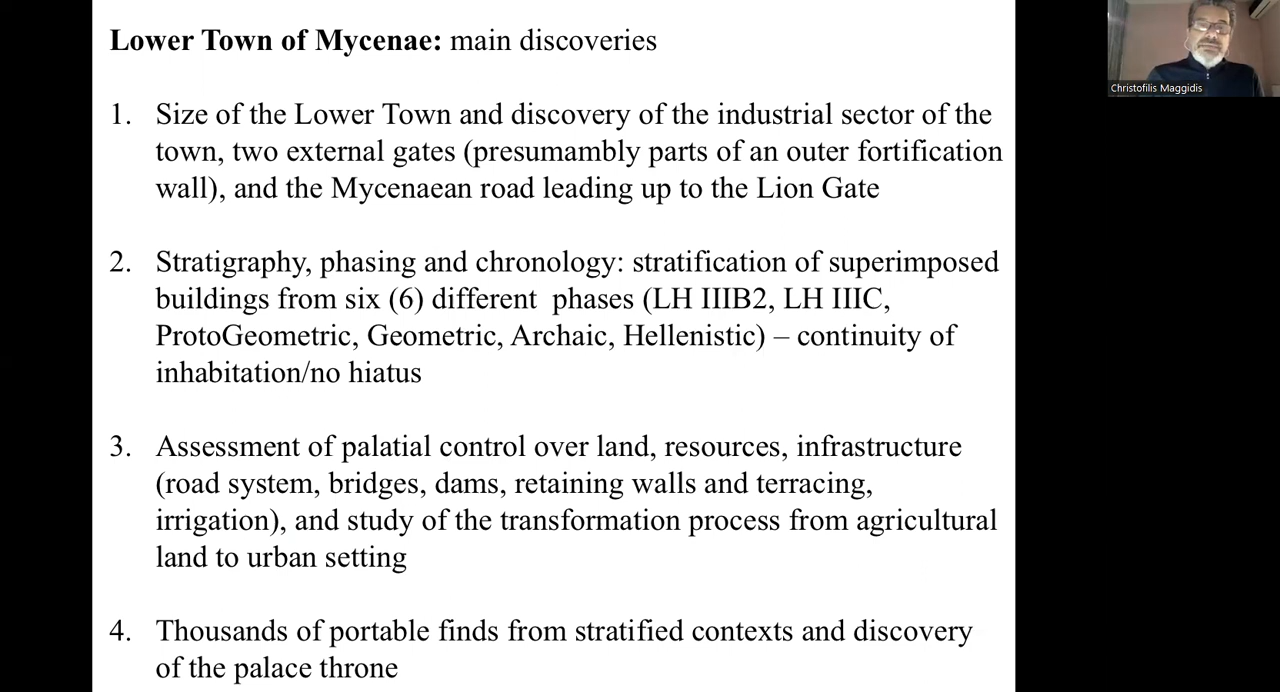 Lower Town of Mycenae: main discoveries
1. Size of the Lower Town and discovery of the industrial sector of the
town, two external gates (presumambly parts of an outer fortification
wall), and the Mycenaean road leading up to the Lion Gate
2. Stratigraphy, phasing and chronology: stratification of superimposed
buildings from six (6) different  phases (LH IIIB2, LH IIIC,
ProtoGeometric, Geometric, Archaic, Hellenistic) – continuity of
inhabitation/no hiatus
3. Assessment of palatial control over land, resources, infrastructure
(road system, bridges, dams, retaining walls and terracing,
irrigation), and study of the transformation process from agricultural
land to urban setting
4. Thousands of portable finds from stratified contexts and discovery
of the palace throne
Christofilis Maggidis